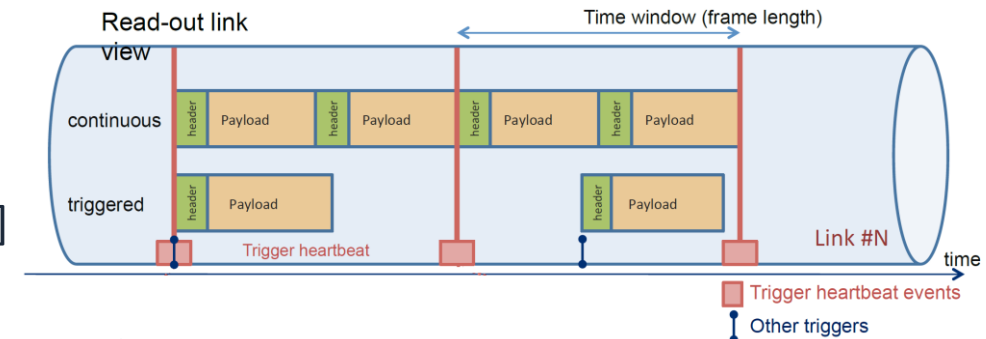 Read-out link
view
Time window (frame length)
continuous
header
Payload
header
Payload
header
Payload
header
Payload
triggered
header
Payload
header
Payload
Trigger heartbeat
Link #N
time
Trigger heartbeat events
Other triggers